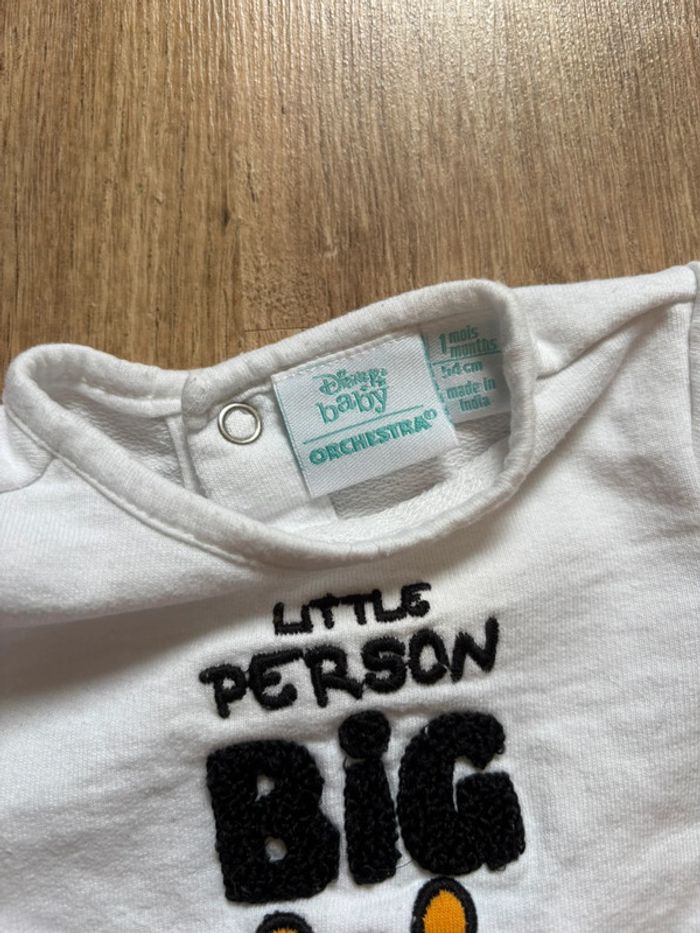 Disney
baby
ORCHESTRA
1 mois
months
54 cm
made in
India
LiTTLE
PERSON
BiG